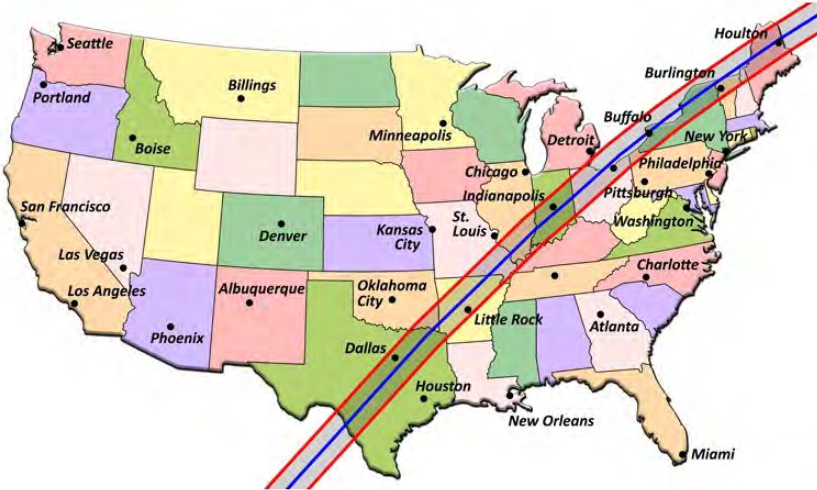 Seattle
Houlton
Portland
Billings
Burlington
Buffalo
Minneapolis
Boise
Detroit
New York
Chicago
Philadelphia
Indianapolis
Pittsburgh
San Francisco
St.
Louis
Washington
Kansas
City
Denver
Las Vegas
Charlotte
Los Angeles
Albuquerque
Oklahoma
City
Little Rock
Atlanta
Phoenix
Dallas
Houston
New Orleans
Miami